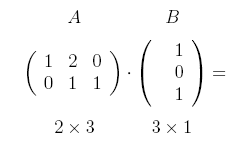 A B
( 1 2 0 ) ( 1 )
( 0 1 1 ) · ( 0 ) =
( 1 )
2 × 3 3 × 1